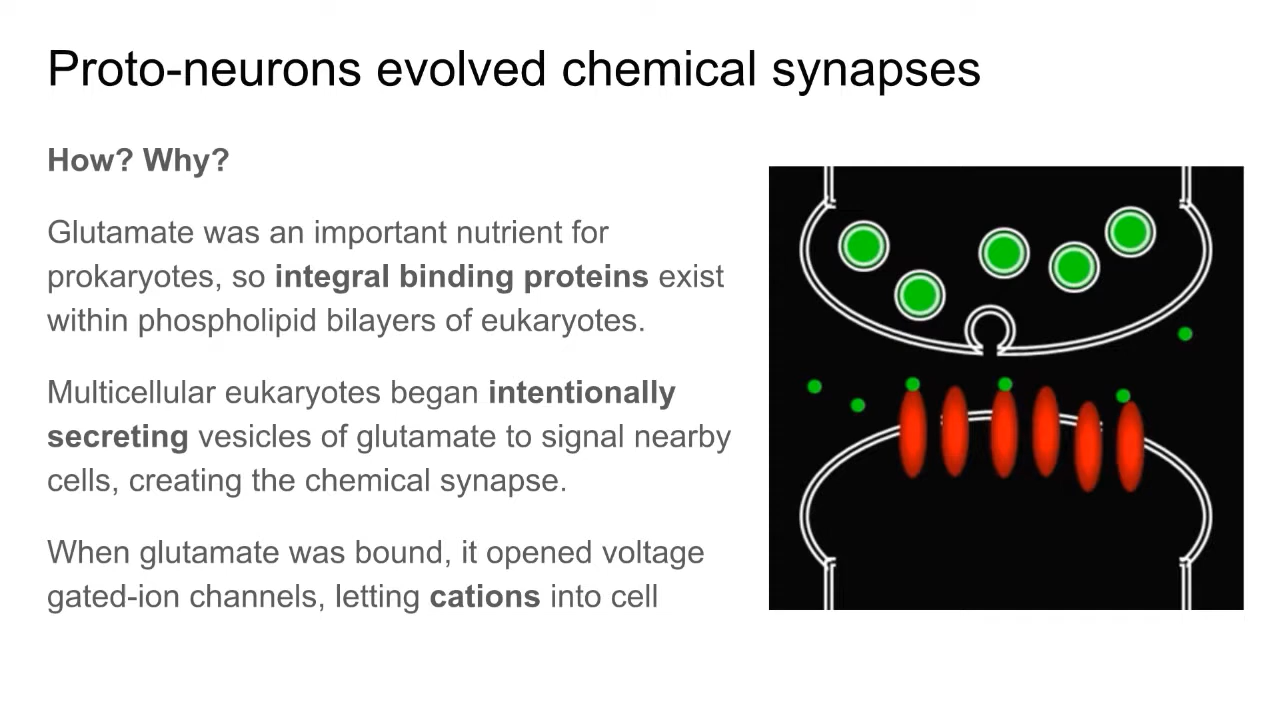 Proto-neurons evolved chemical synapses
How? Why?
Glutamate was an important nutrient for
prokaryotes, so integral binding proteins exist
within phospholipid bilayers of eukaryotes.
Multicellular eukaryotes began intentionally
secreting vesicles of glutamate to signal nearby
cells, creating the chemical synapse.
When glutamate was bound, it opened voltage
gated-ion channels, letting cations into cell